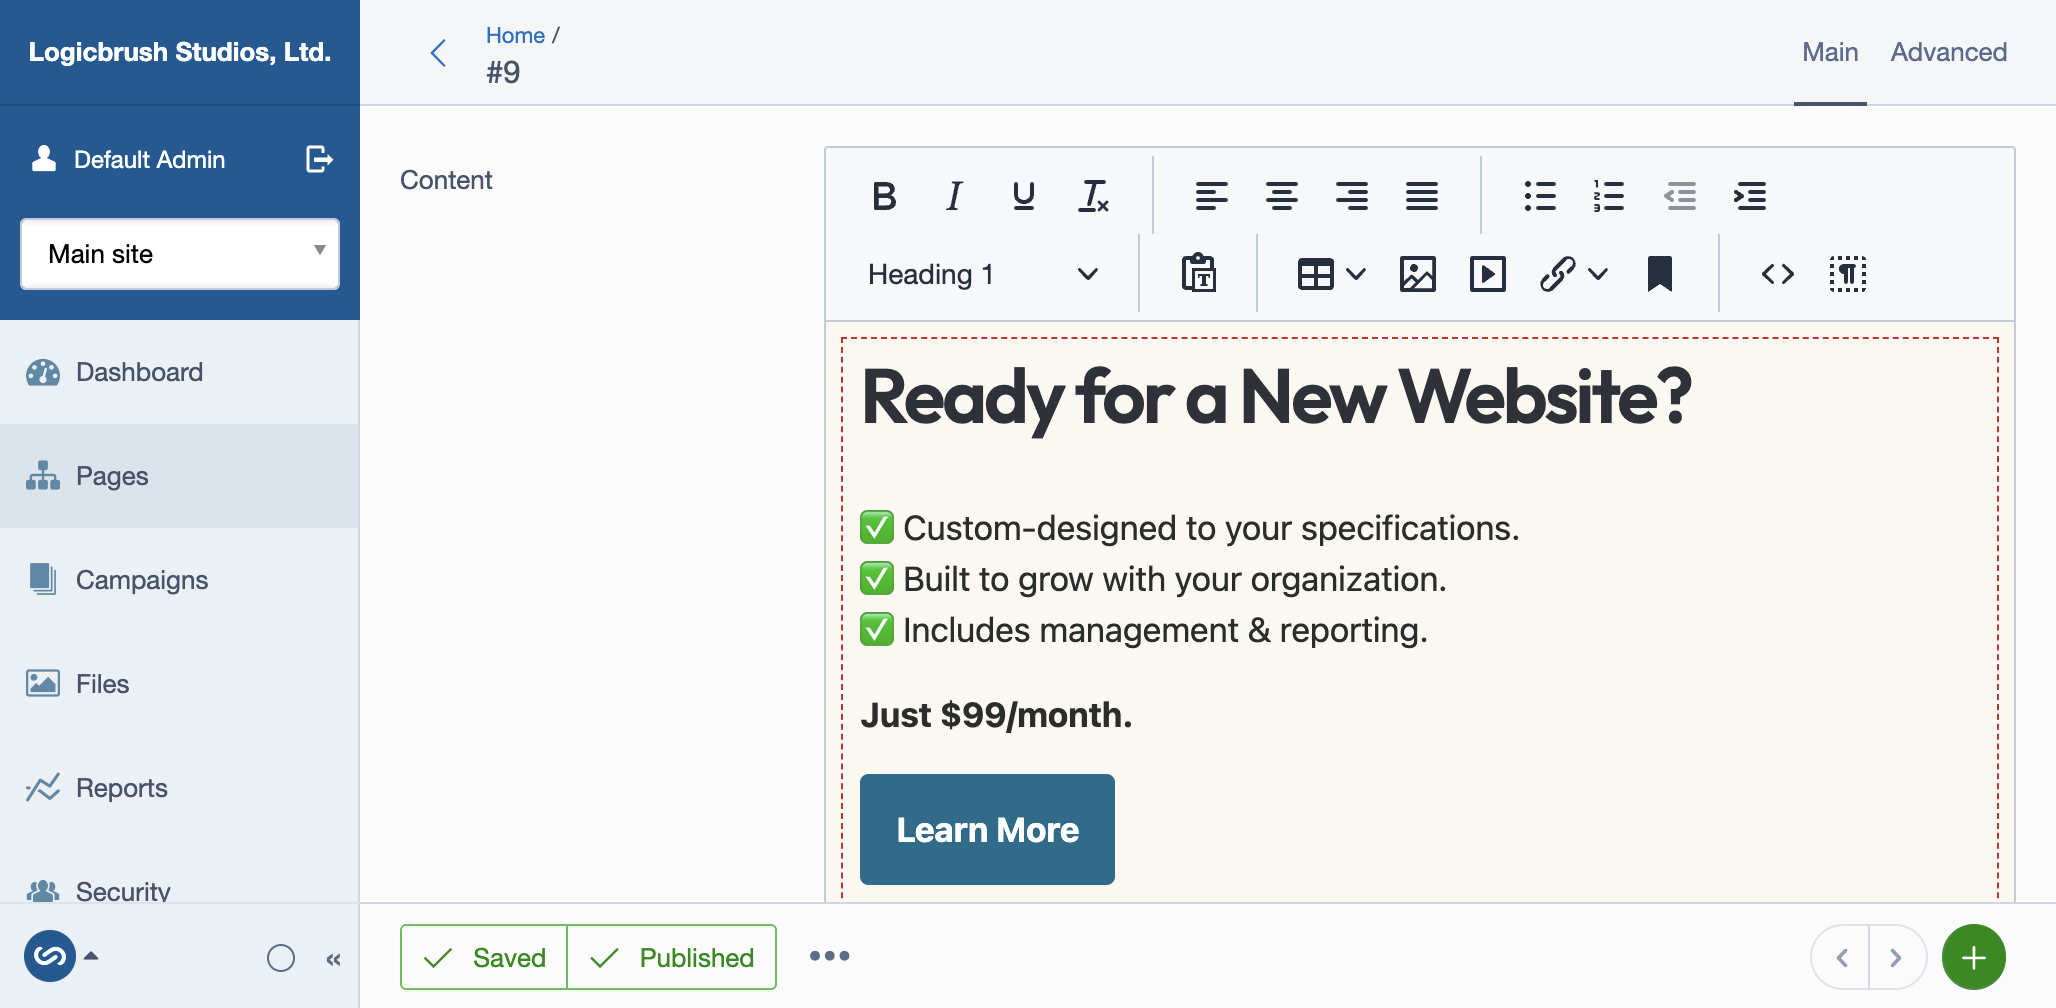 Logicbrush Studios, Ltd.
Default Admin
Main site
Dashboard
Pages
Campaigns
Files
Reports
Security
Home /
#9
Main
Advanced
Content
Heading 1
Ready for a New Website?
✅ Custom-designed to your specifications.
✅ Built to grow with your organization.
✅ Includes management & reporting.
Just $99/month.
Learn More
Saved
Published